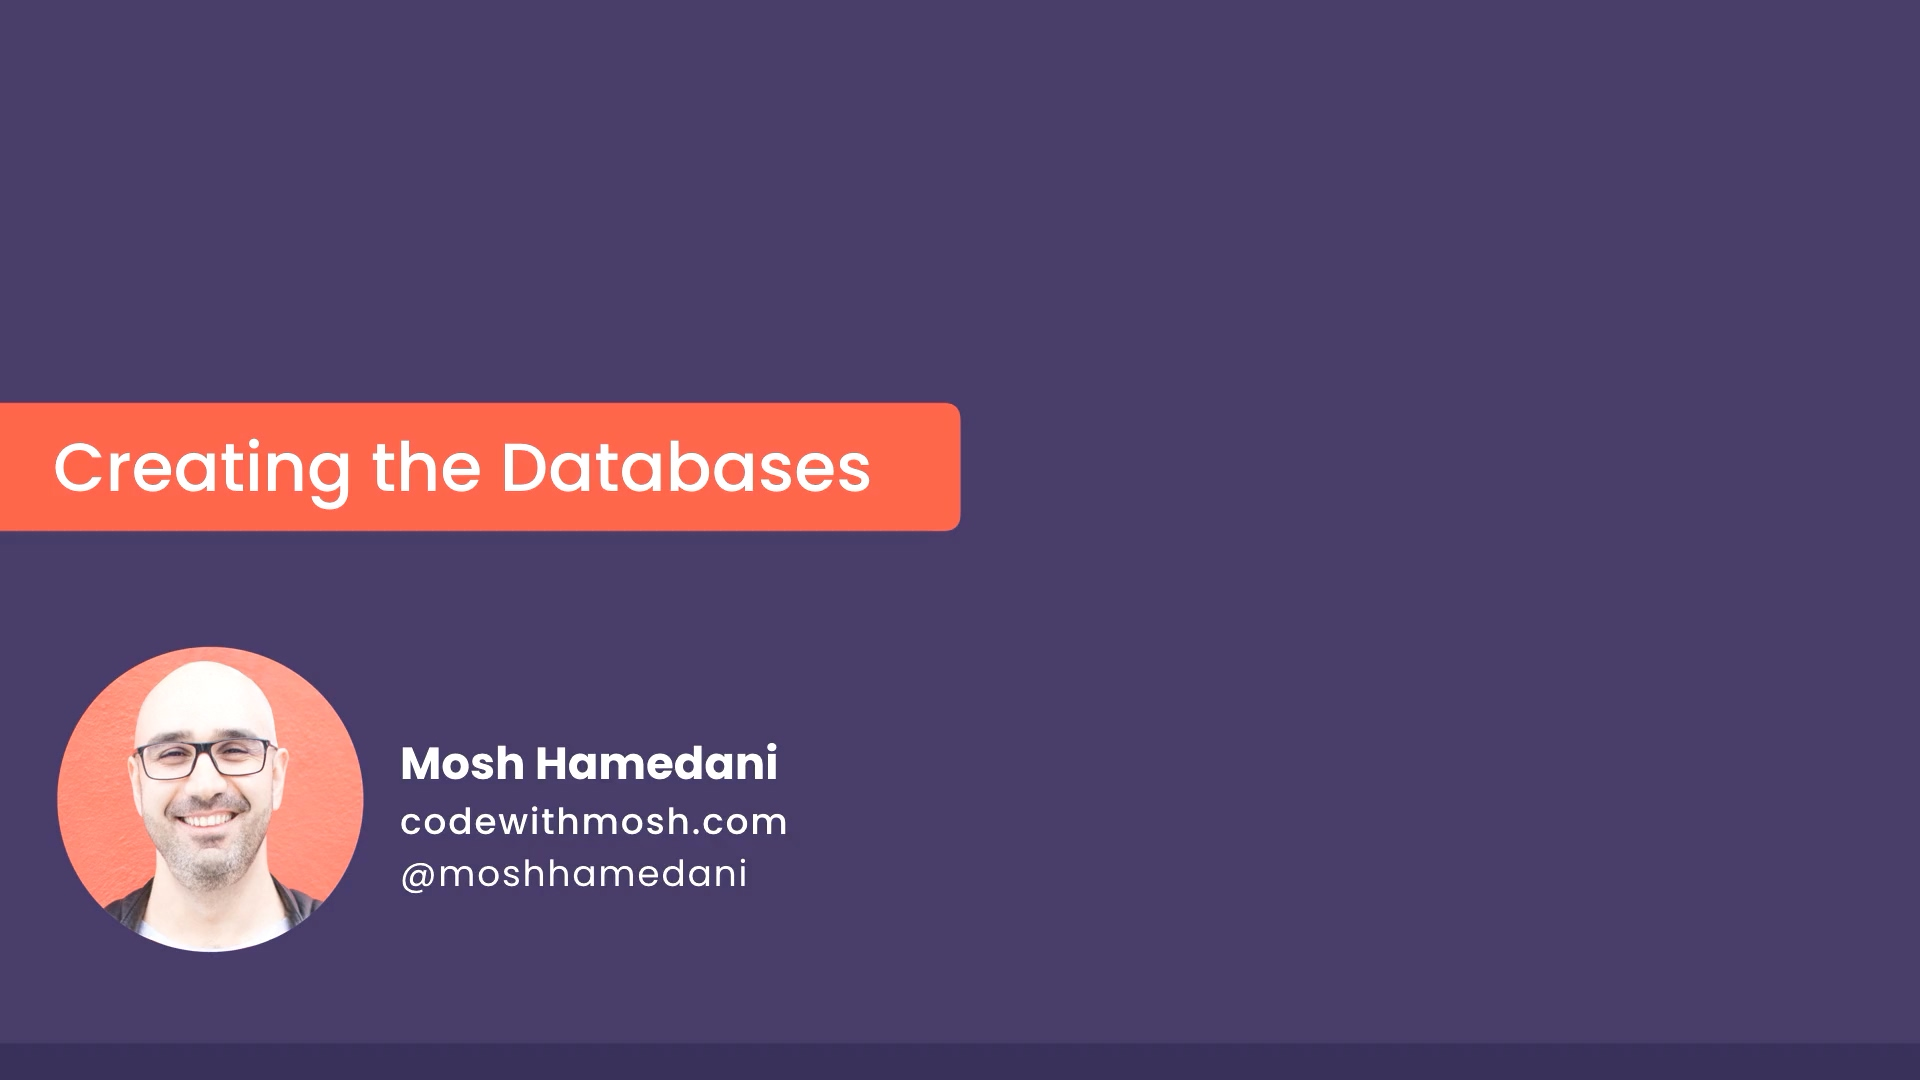 Creating the Databases
Mosh Hamedani
codewithmosh.com
@moshhamedani